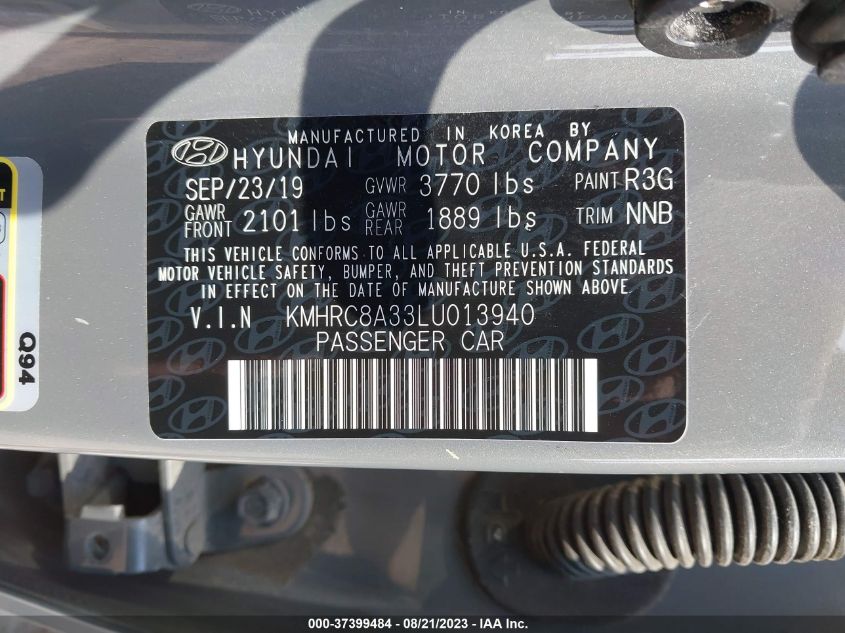 MANUFACTURED IN KOREA BY
HYUNDAI MOTOR COMPANY
SEP/23/19 GVWR 3770 lbs PAINT R3G
GAWR FRONT 2101 lbs GAWR REAR 1889 lbs TRIM NNB
THIS VEHICLE CONFORMS TO ALL APPLICABLE U.S.A. FEDERAL
MOTOR VEHICLE SAFETY, BUMPER, AND THEFT PREVENTION STANDARDS
IN EFFECT ON THE DATE OF MANUFACTURE SHOWN ABOVE.
V.I.N KMHRC8A33LU013940
PASSENGER CAR
Q94
000-37399484 - 08/21/2023 - IAA Inc.